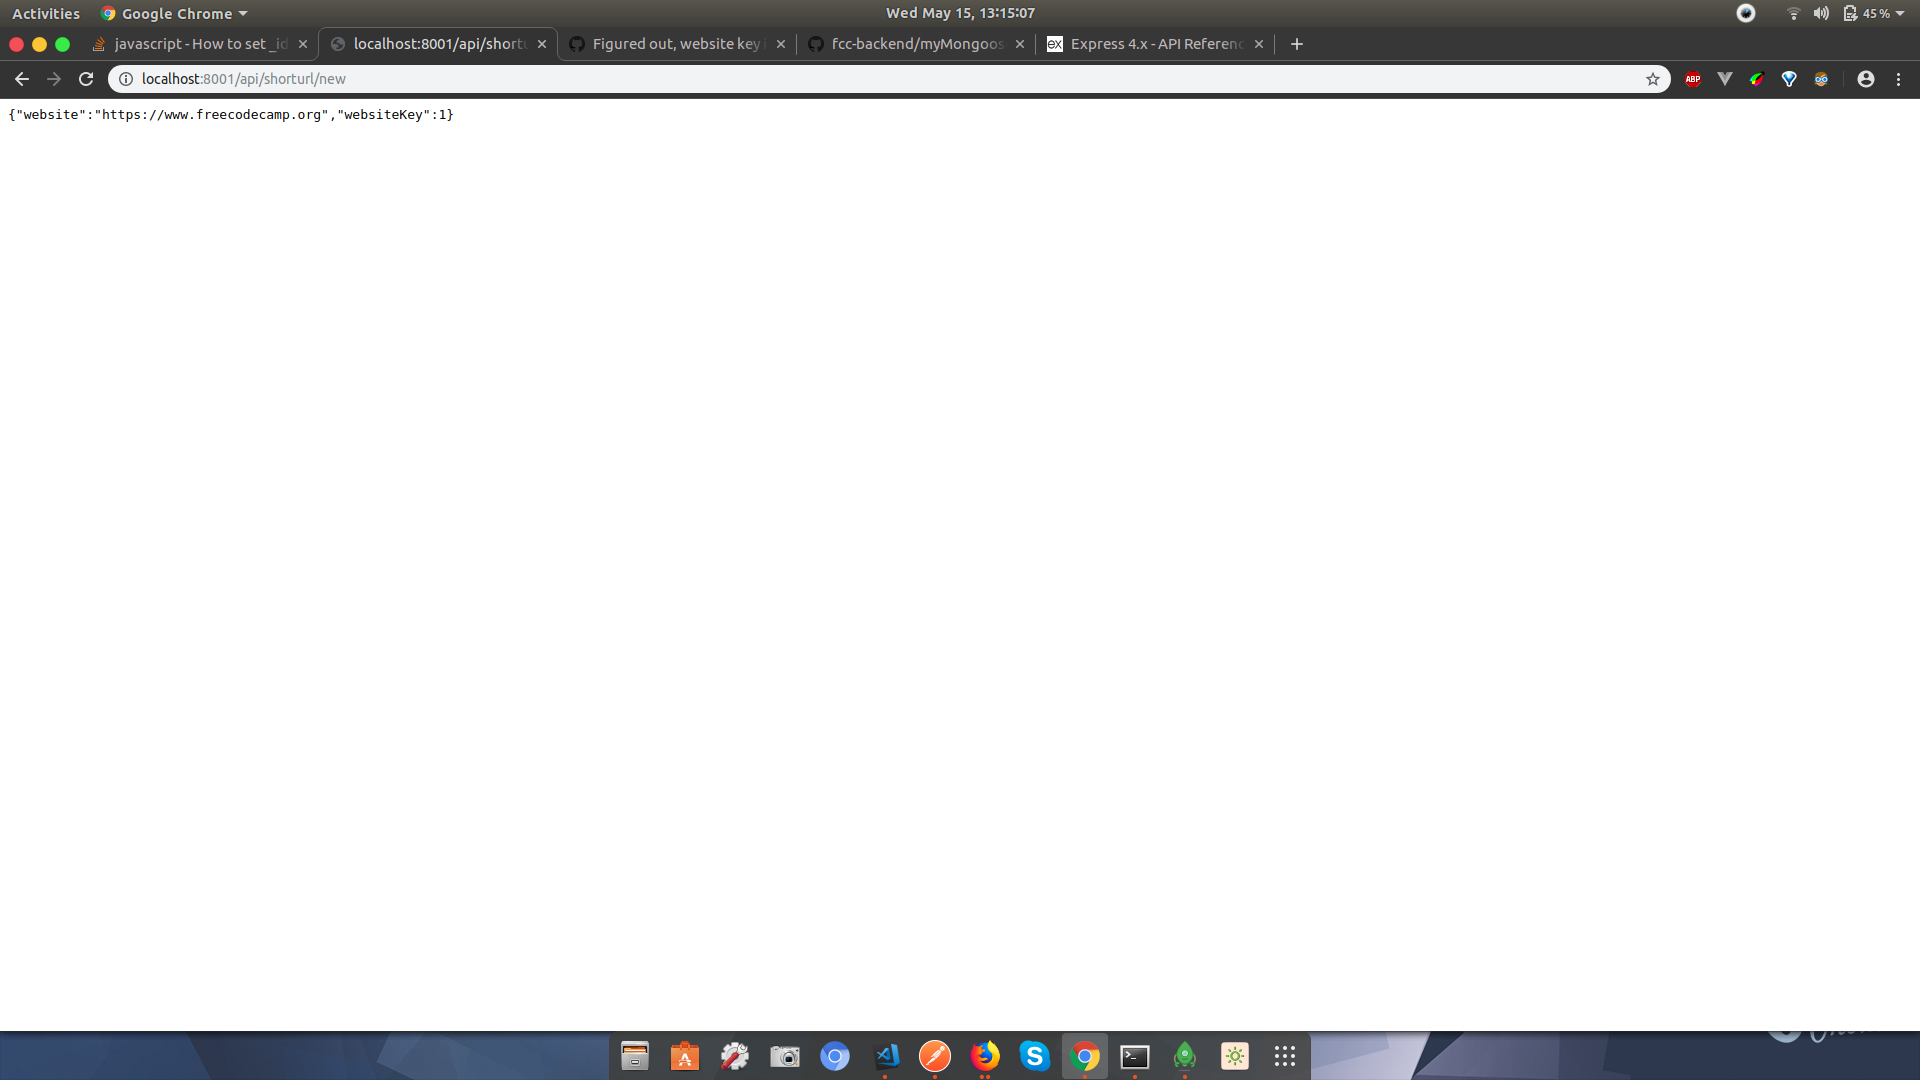 Activities Google Chrome Wed May 15, 13:15:07 45 %
javascript - How to set _id localhost:8001/api/short Figured out, website key fcc-backend/myMongoos Express 4.x - API Referenc
localhost:8001/api/shorturl/new ABP
{"website":"https://www.freecodecamp.org","websiteKey":1}